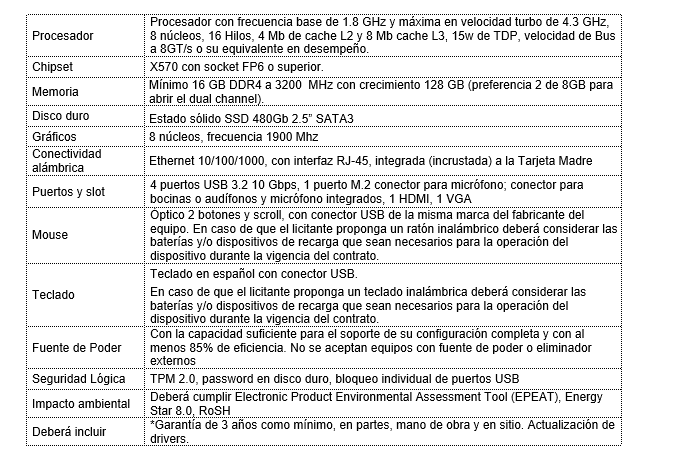 Procesador
Procesador con frecuencia base de 1.8 GHz y máxima en velocidad turbo de 4.3 GHz,
8 núcleos, 16 Hilos, 4 Mb de cache L2 y 8 Mb cache L3, 15w de TDP, velocidad de Bus
a 8GT/s o su equivalente en desempeño.
Chipset
X570 con socket FP6 o superior.
Memoria
Mínimo 16 GB DDR4 a 3200 MHz con crecimiento 128 GB (preferencia 2 de 8GB para
abrir el dual channel).
Disco duro
Estado sólido SSD 480Gb 2.5” SATA3
Gráficos
8 núcleos, frecuencia 1900 Mhz
Conectividad
alámbrica
Ethernet 10/100/1000, con interfaz RJ-45, integrada (incrustada) a la Tarjeta Madre
Puertos y slot
4 puertos USB 3.2 10 Gbps, 1 puerto M.2 conector para micrófono; conector para
bocinas o audífonos y micrófono integrados, 1 HDMI, 1 VGA
Mouse
Óptico 2 botones y scroll, con conector USB de la misma marca del fabricante del
equipo. En caso de que el licitante proponga un ratón inalámbrico deberá considerar las
baterías y/o dispositivos de recarga que sean necesarios para la operación del
dispositivo durante la vigencia del contrato.
Teclado
Teclado en español con conector USB.
En caso de que el licitante proponga un teclado inalámbrico deberá considerar las
baterías y/o dispositivos de recarga que sean necesarios para la operación del
dispositivo durante la vigencia del contrato.
Fuente de Poder
Con la capacidad suficiente para el soporte de su configuración completa y con al
menos 85% de eficiencia. No se aceptan equipos con fuente de poder o eliminador
externos
Seguridad Lógica
TPM 2.0, password en disco duro, bloqueo individual de puertos USB
Impacto ambiental
Deberá cumplir Electronic Product Environmental Assessment Tool (EPEAT), Energy
Star 8.0, RoSH
Deberá incluir
*Garantía de 3 años como mínimo, en partes, mano de obra y en sitio. Actualización de
drivers.